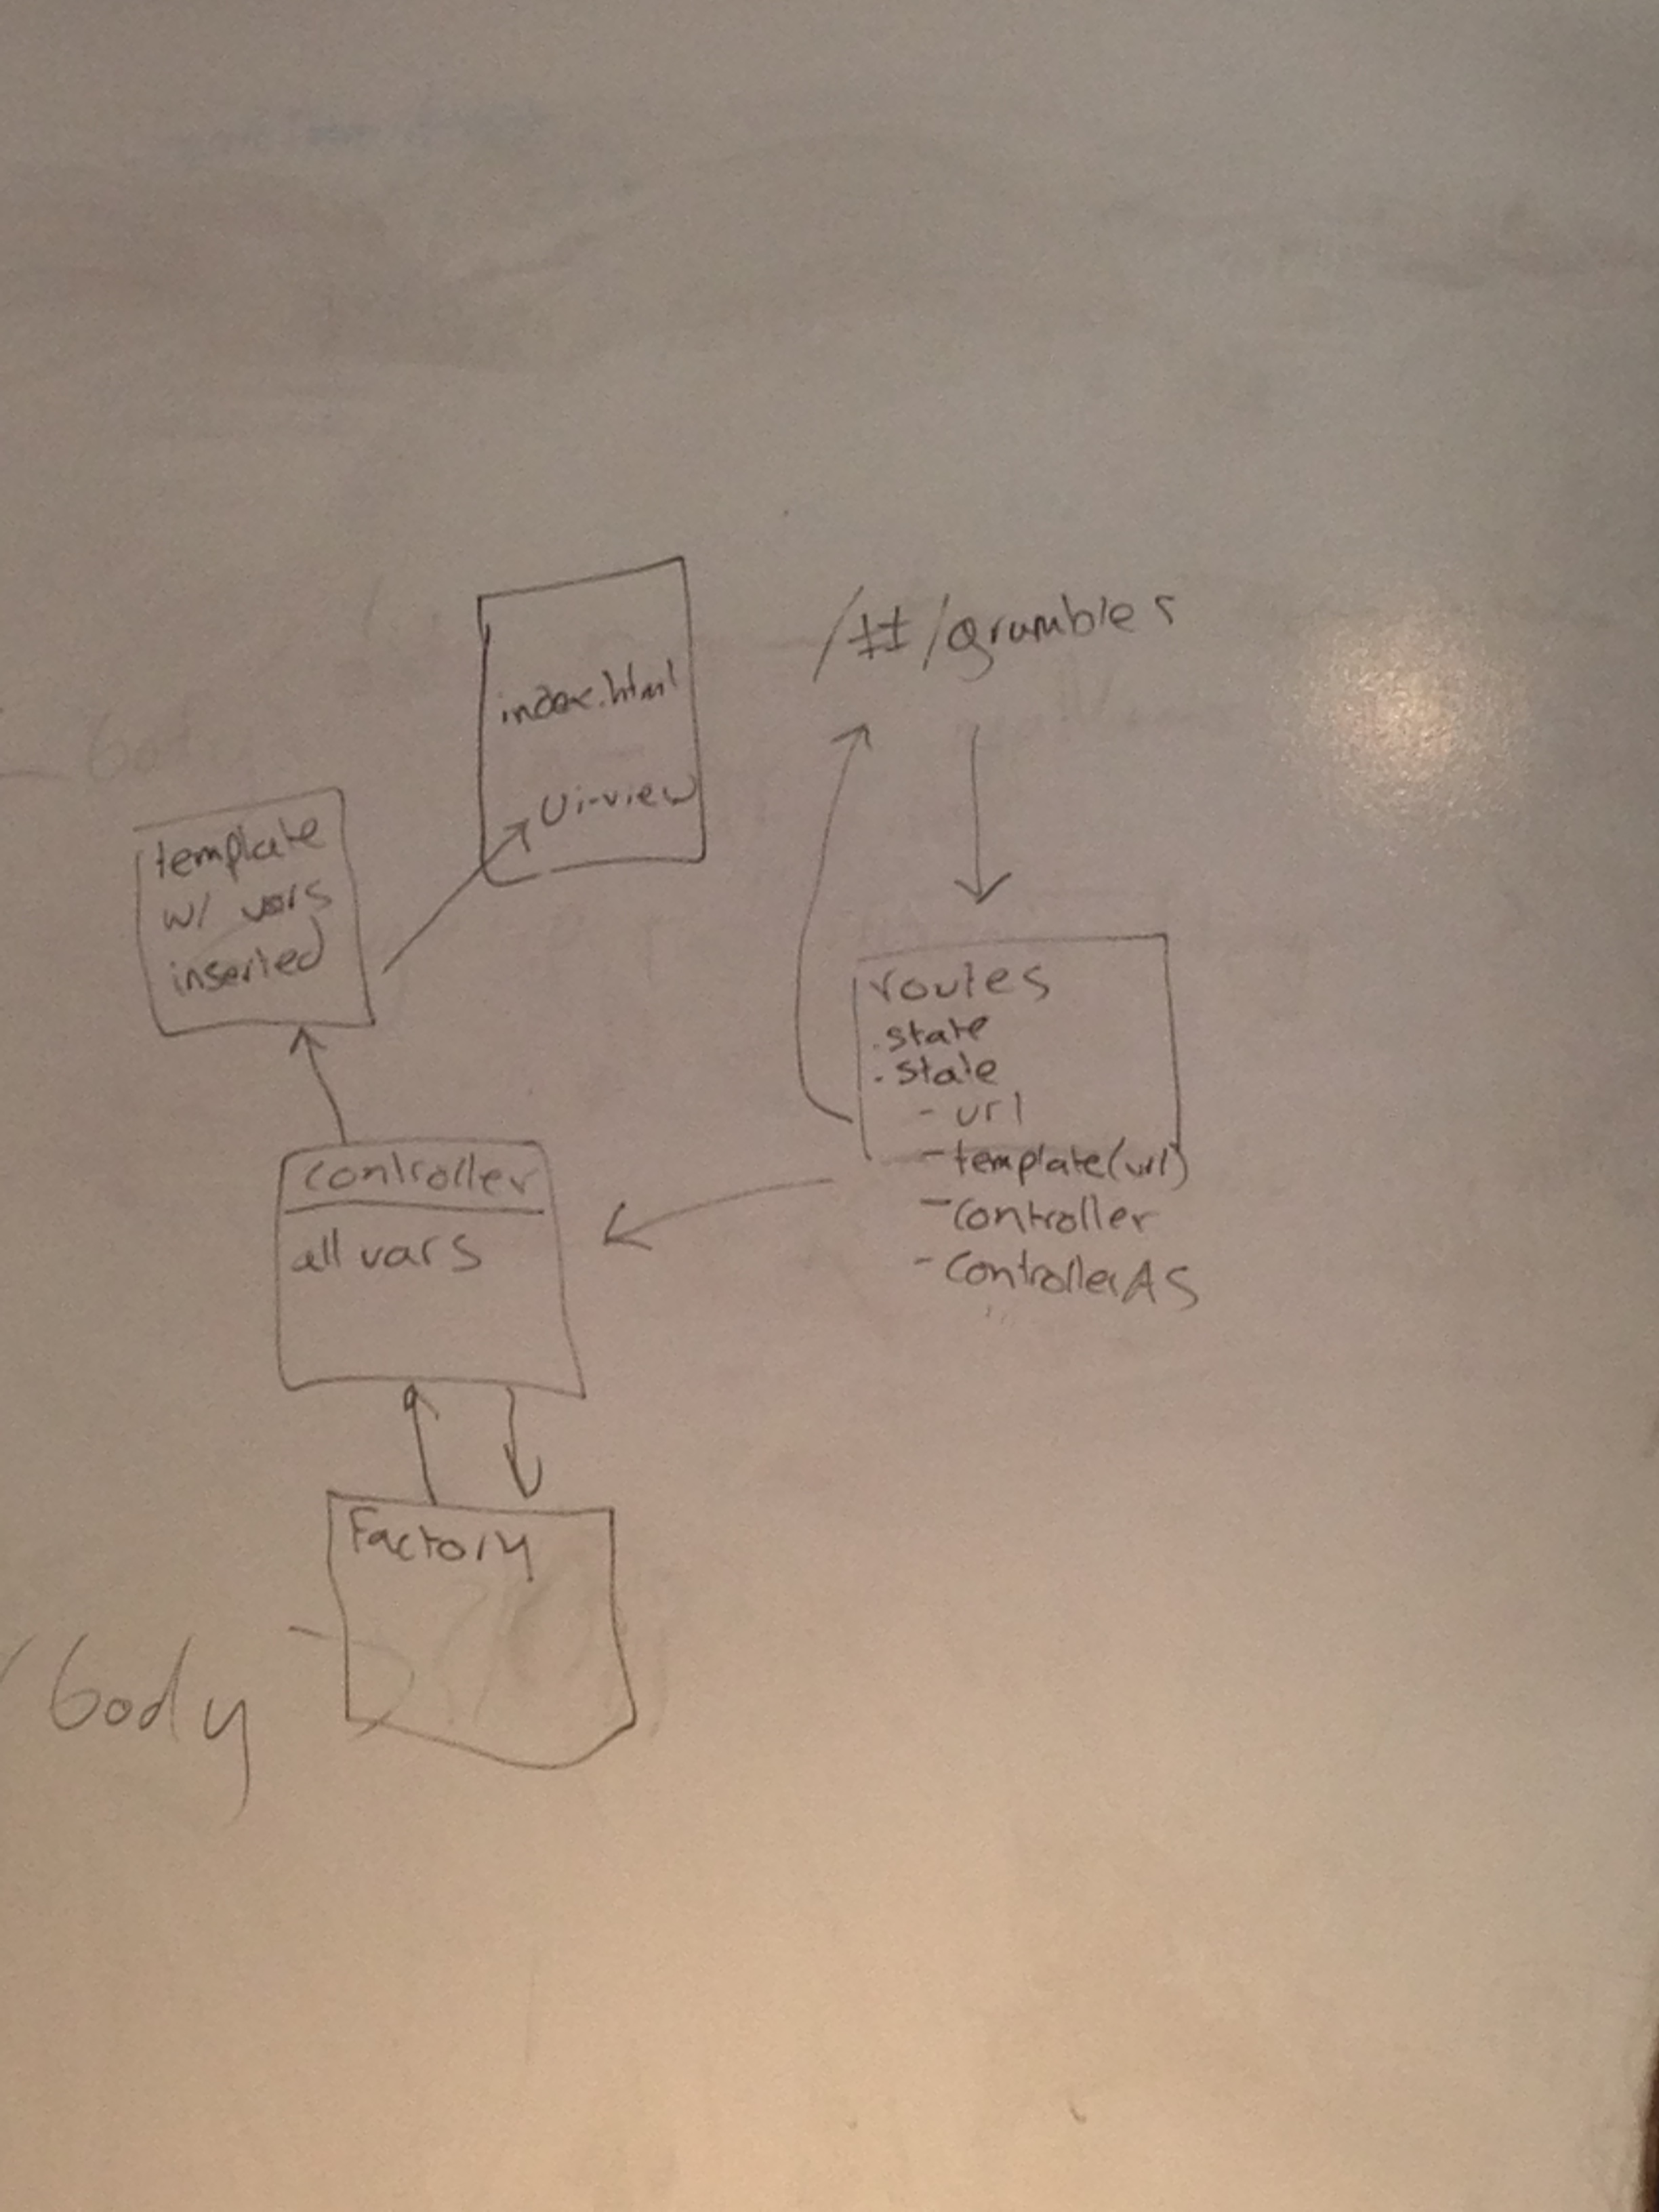 index.html
Ui-view
/#/grumbles
template
w/ vars
inserted
routes
.state
.state
- url
- template(url)
- controller
- controllerAS
controller
all vars
Factory
body